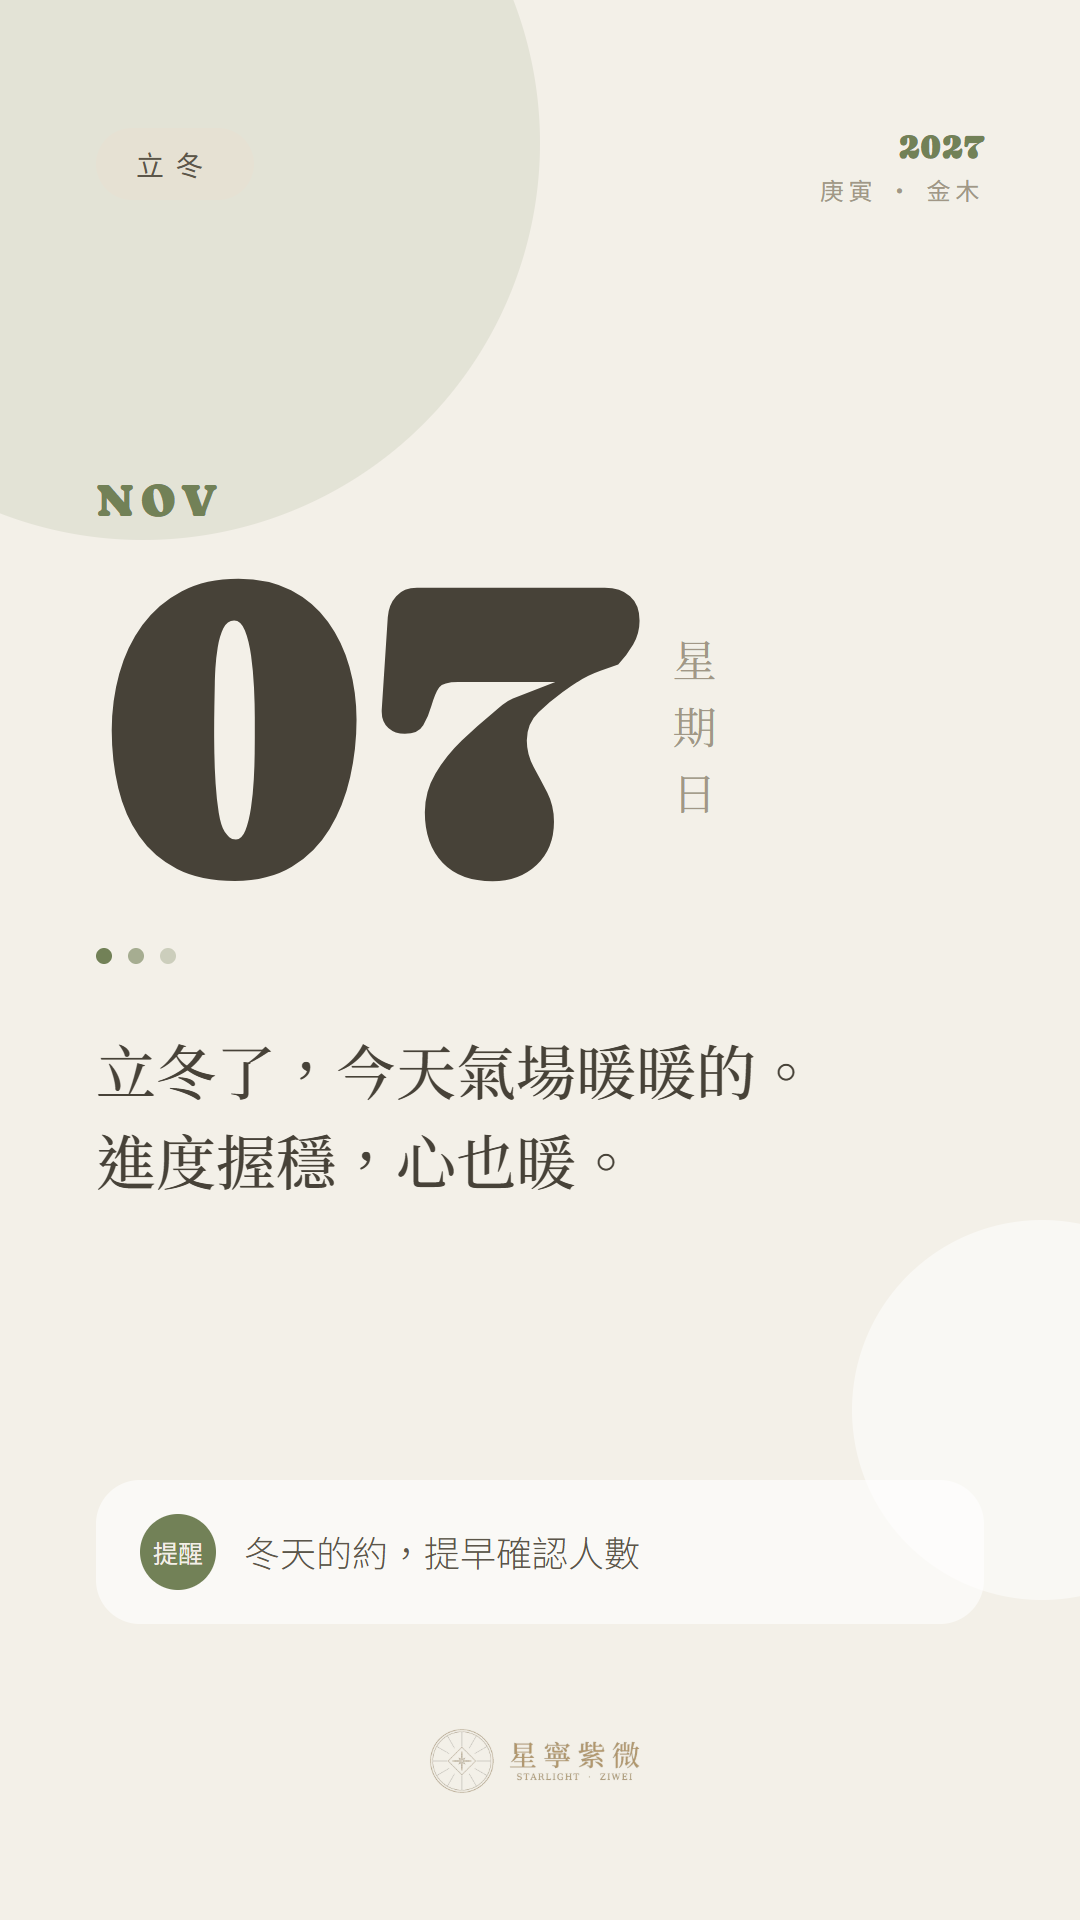 立冬
2027
庚寅 · 金木
NOV
07
星期日
立冬了，今天氣場暖暖的。
進度握穩，心也暖。
提醒
冬天的約，提早確認人數
星寧紫微
STARLIGHT · ZIWEI